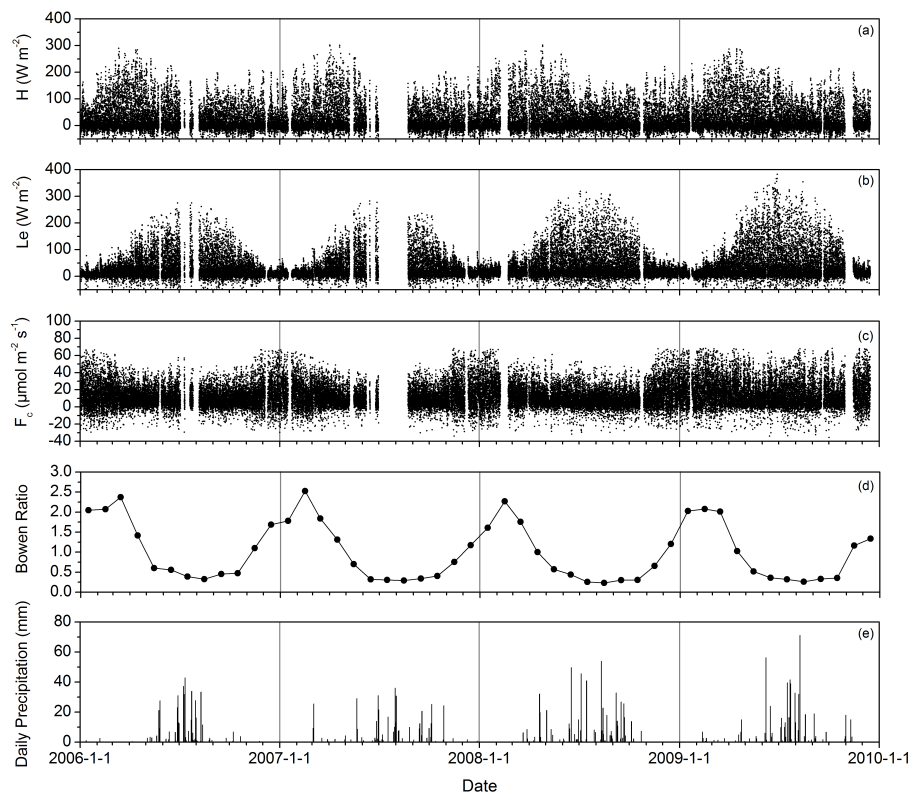 400
300
200
100
0
H (W m⁻²)
(a)
400
300
200
100
0
Le (W m⁻²)
(b)
100
80
60
40
20
0
-20
-40
F_c (μmol m⁻² s⁻¹)
(c)
3.0
2.5
2.0
1.5
1.0
0.5
0.0
Bowen Ratio
(d)
80
60
40
20
0
Daily Precipitation (mm)
(e)
2006-1-1 2007-1-1 2008-1-1 2009-1-1 2010-1-1
Date